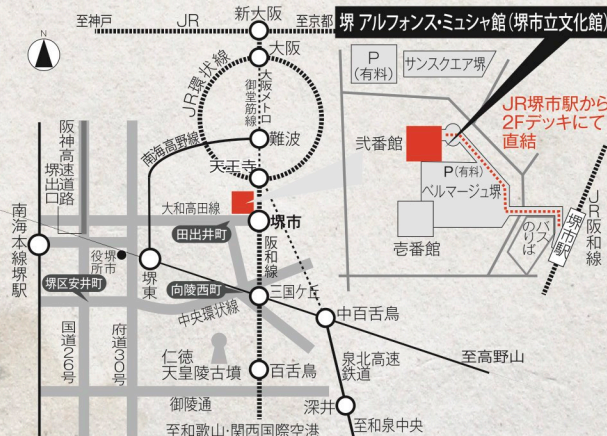 N
至神戸
JR
新大阪
至京都
堺 アルフォンス・ミュシャ館(堺市立文化館)
大阪
JR環状線
大阪メトロ
御堂筋線
難波
南海高野線
天王寺
阪神高速道路
堺出口
大和高田線
田出井町
堺市
阪和線
南海本線堺駅
堺市
役所
堺東
堺区安井町
向陵西町
三国ケ丘
中央環状線
中百舌鳥
国道26号
府道30号
仁徳
天皇陵古墳
百舌鳥
泉北高速
鉄道
至高野山
御陵通
深井
至和歌山・関西国際空港
至和泉中央
P
(有料)
サンスクエア堺
JR堺市駅から
2Fデッキにて
直結
弐番館
P(有料)
ベルマージュ堺
壱番館
バス
のりば
堺市駅
JR阪和線